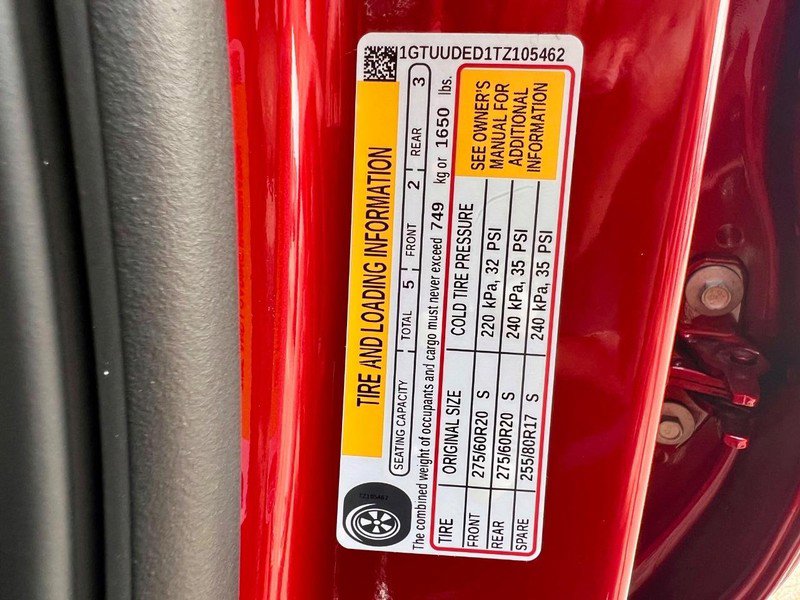 1GTUUDED1TZ105462
TIRE AND LOADING INFORMATION
SEATING CAPACITY TOTAL 5 FRONT 2 REAR 3
The combined weight of occupants and cargo must never exceed 749 kg or 1650 lbs.
TIRE ORIGINAL SIZE COLD TIRE PRESSURE
FRONT 275/60R20 S 220 kPa, 32 PSI
REAR 275/60R20 S 240 kPa, 35 PSI
SPARE 255/80R17 S 240 kPa, 35 PSI
SEE OWNER'S
MANUAL FOR
ADDITIONAL
INFORMATION
TZ105462